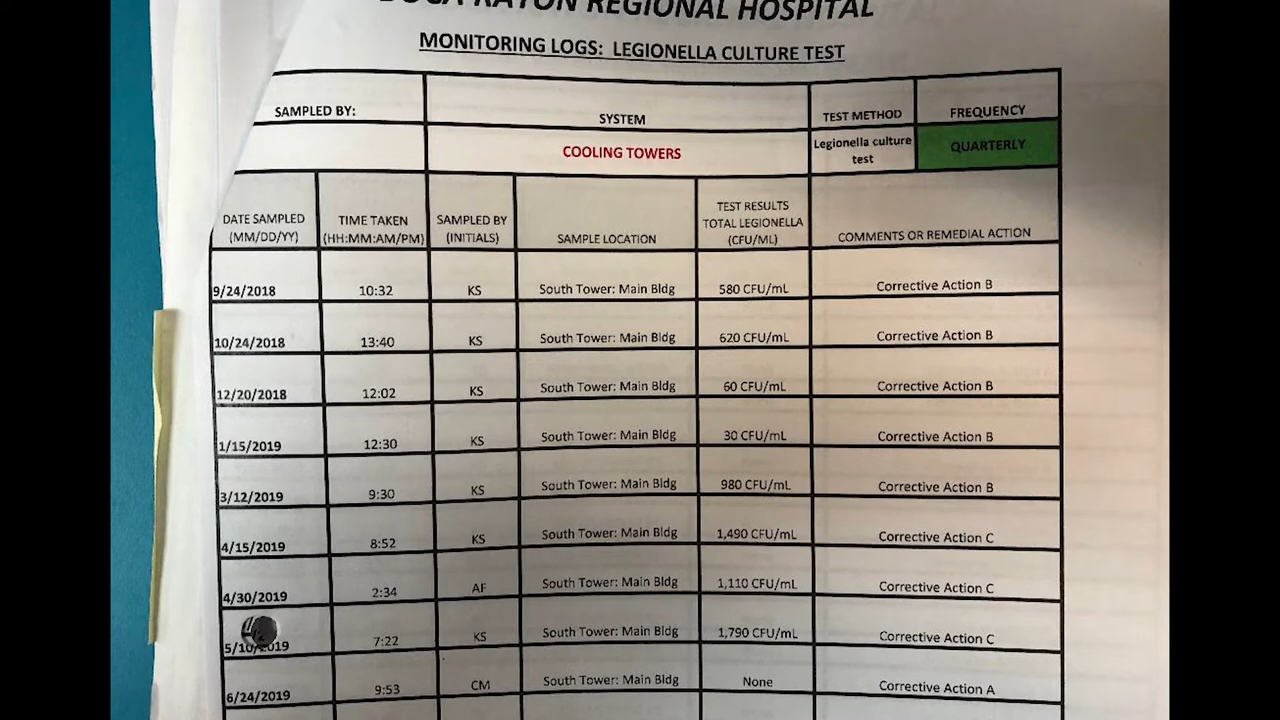 RATON REGIONAL HOSPITAL
MONITORING LOGS: LEGIONELLA CULTURE TEST
SAMPLED BY: SYSTEM TEST METHOD FREQUENCY
COOLING TOWERS Legionella culture test QUARTERLY
DATE SAMPLED (MM/DD/YY) TIME TAKEN (HH:MM:AM/PM) SAMPLED BY (INITIALS) SAMPLE LOCATION TEST RESULTS TOTAL LEGIONELLA (CFU/ML) COMMENTS OR REMEDIAL ACTION
9/24/2018 10:32 KS South Tower: Main Bldg 580 CFU/mL Corrective Action B
10/24/2018 13:40 KS South Tower: Main Bldg 620 CFU/mL Corrective Action B
12/20/2018 12:02 KS South Tower: Main Bldg 60 CFU/mL Corrective Action B
1/15/2019 12:30 KS South Tower: Main Bldg 30 CFU/mL Corrective Action B
3/12/2019 9:30 KS South Tower: Main Bldg 980 CFU/mL Corrective Action B
4/15/2019 8:52 KS South Tower: Main Bldg 1,490 CFU/mL Corrective Action C
4/30/2019 2:34 AF South Tower: Main Bldg 1,110 CFU/mL Corrective Action C
5/10/2019 7:22 KS South Tower: Main Bldg 1,790 CFU/mL Corrective Action C
6/24/2019 9:53 CM South Tower: Main Bldg None Corrective Action A